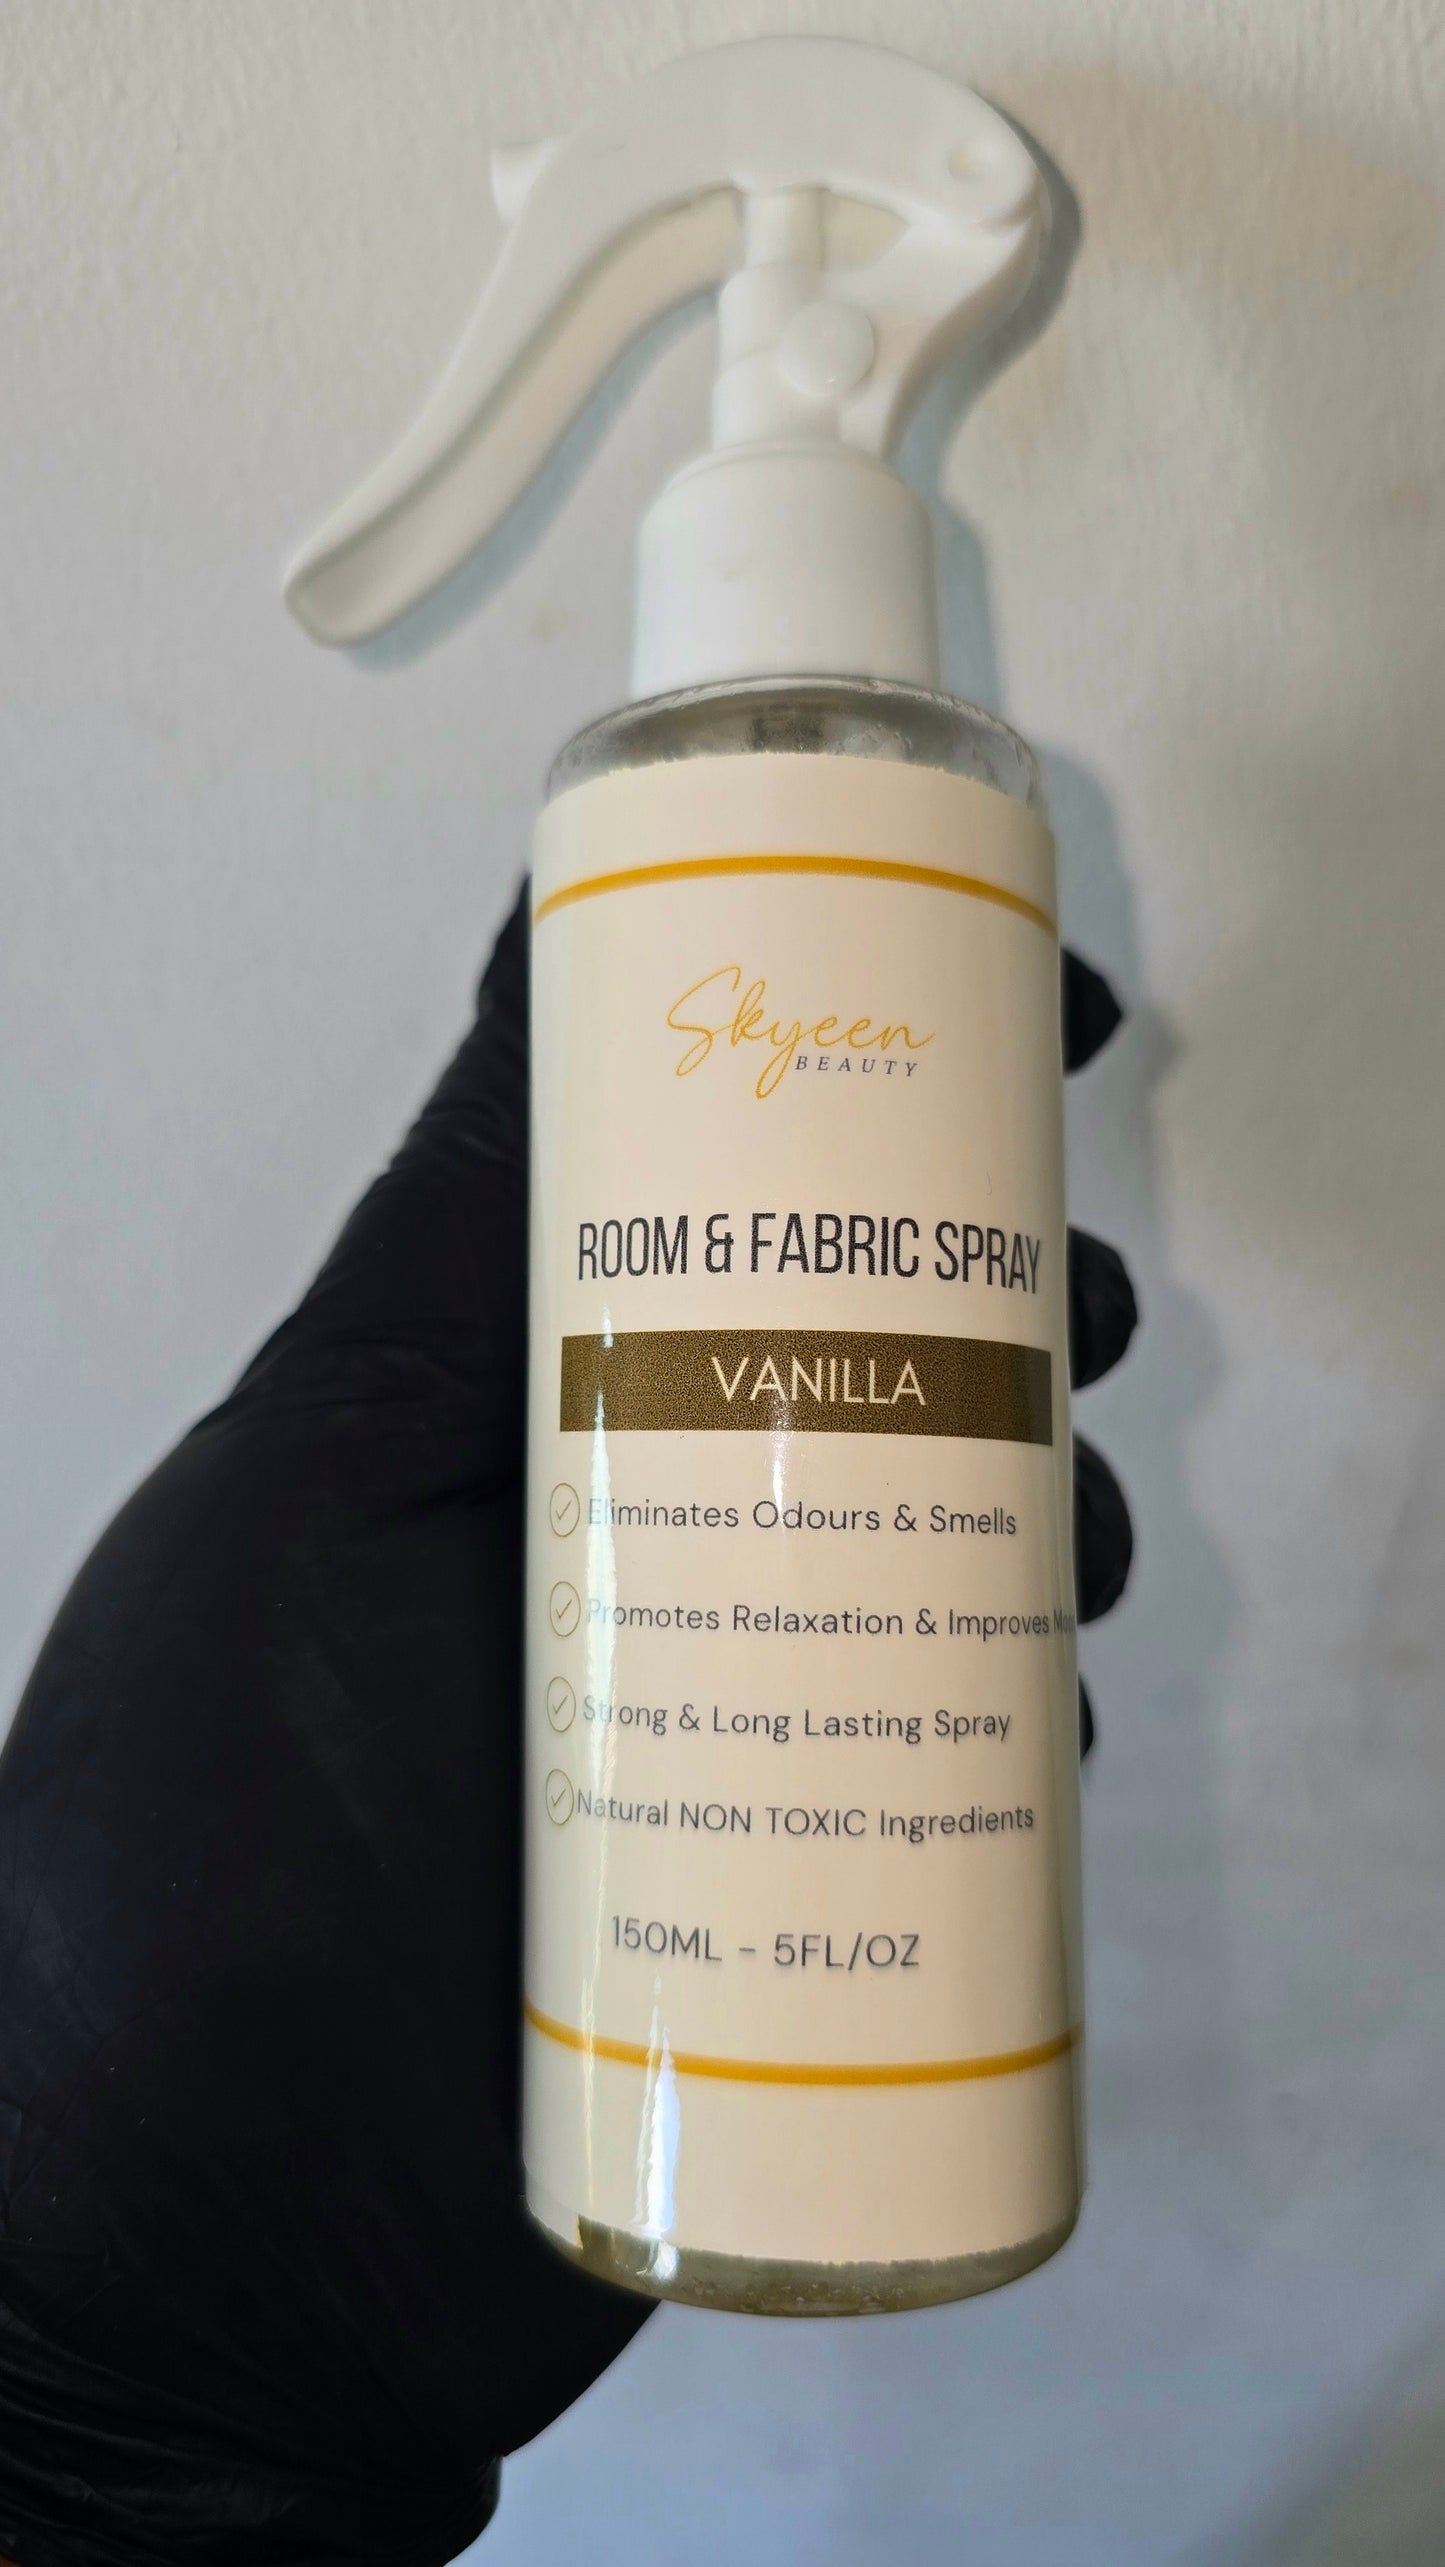 Skyeen
BEAUTY
ROOM & FABRIC SPRAY
VANILLA
Eliminates Odours & Smells
Promotes Relaxation & Improves
Strong & Long Lasting Spray
Natural NON TOXIC Ingredients
150ML - 5FL/OZ